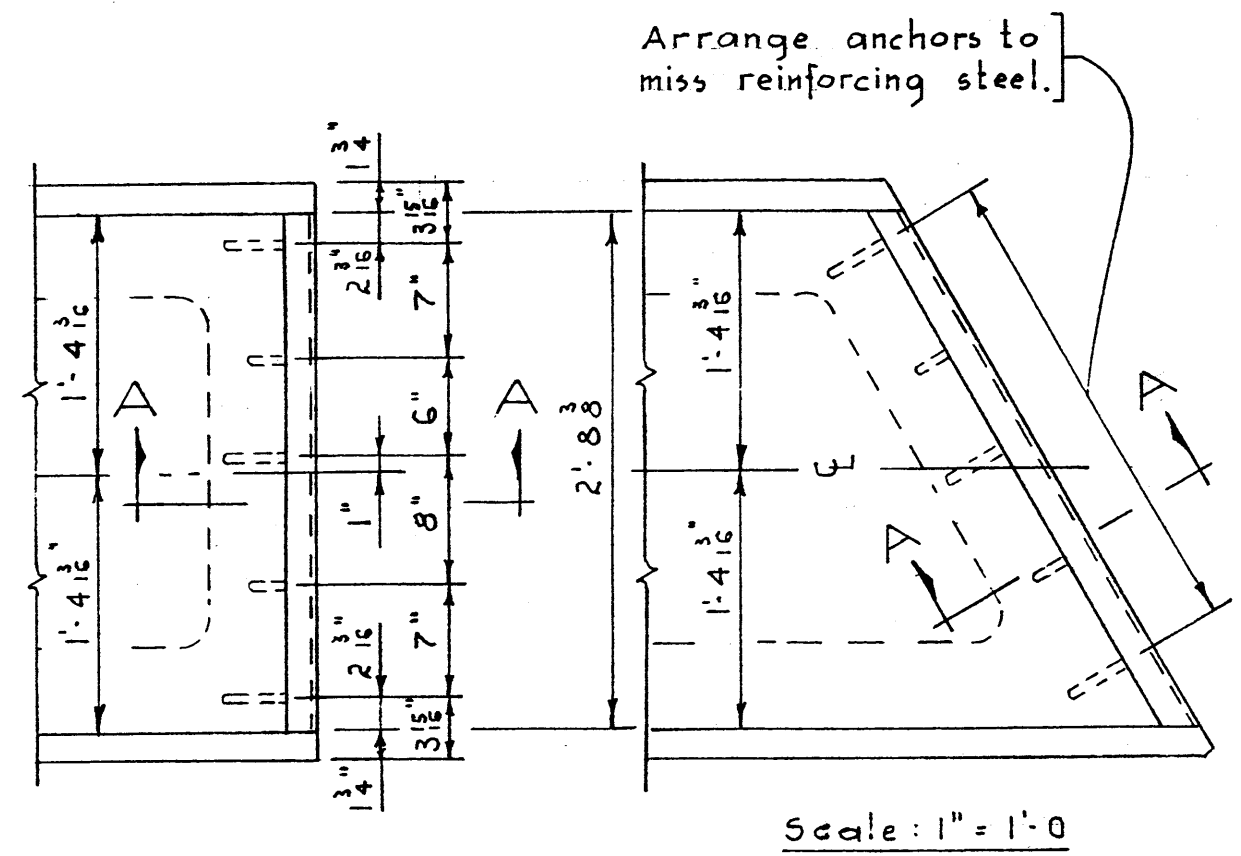 Arrange anchors to
miss reinforcing steel.
1 3/4"
3 15/16"
2 3/16"
7"
1'-4 3/16"
1'-4 3/16"
A
A
6"
2'-8 3/8
℄
A
1"
8"
A
1'-4 3/16"
1'-4 3/16"
2 3/16"
7"
3 15/16"
1 3/4"
Scale: 1" = 1'-0